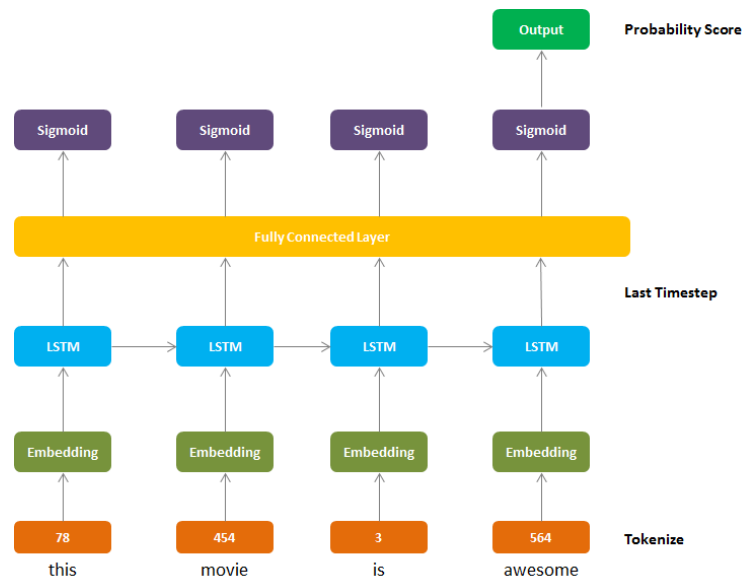 Output Probability Score
Sigmoid Sigmoid Sigmoid Sigmoid
Fully Connected Layer
Last Timestep
LSTM LSTM LSTM LSTM
Embedding Embedding Embedding Embedding
78 454 3 564 Tokenize
this movie is awesome